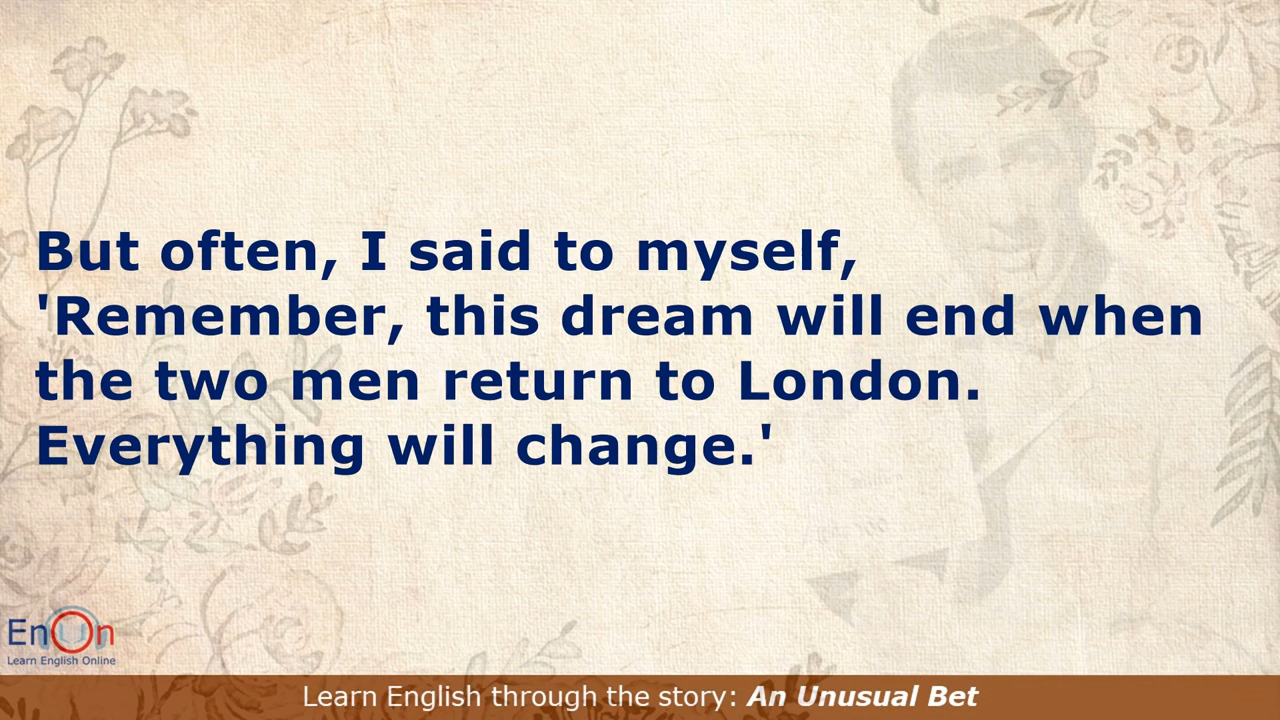 But often, I said to myself,
'Remember, this dream will end when
the two men return to London.
Everything will change.'
EnOn
Learn English Online
Learn English through the story: An Unusual Bet